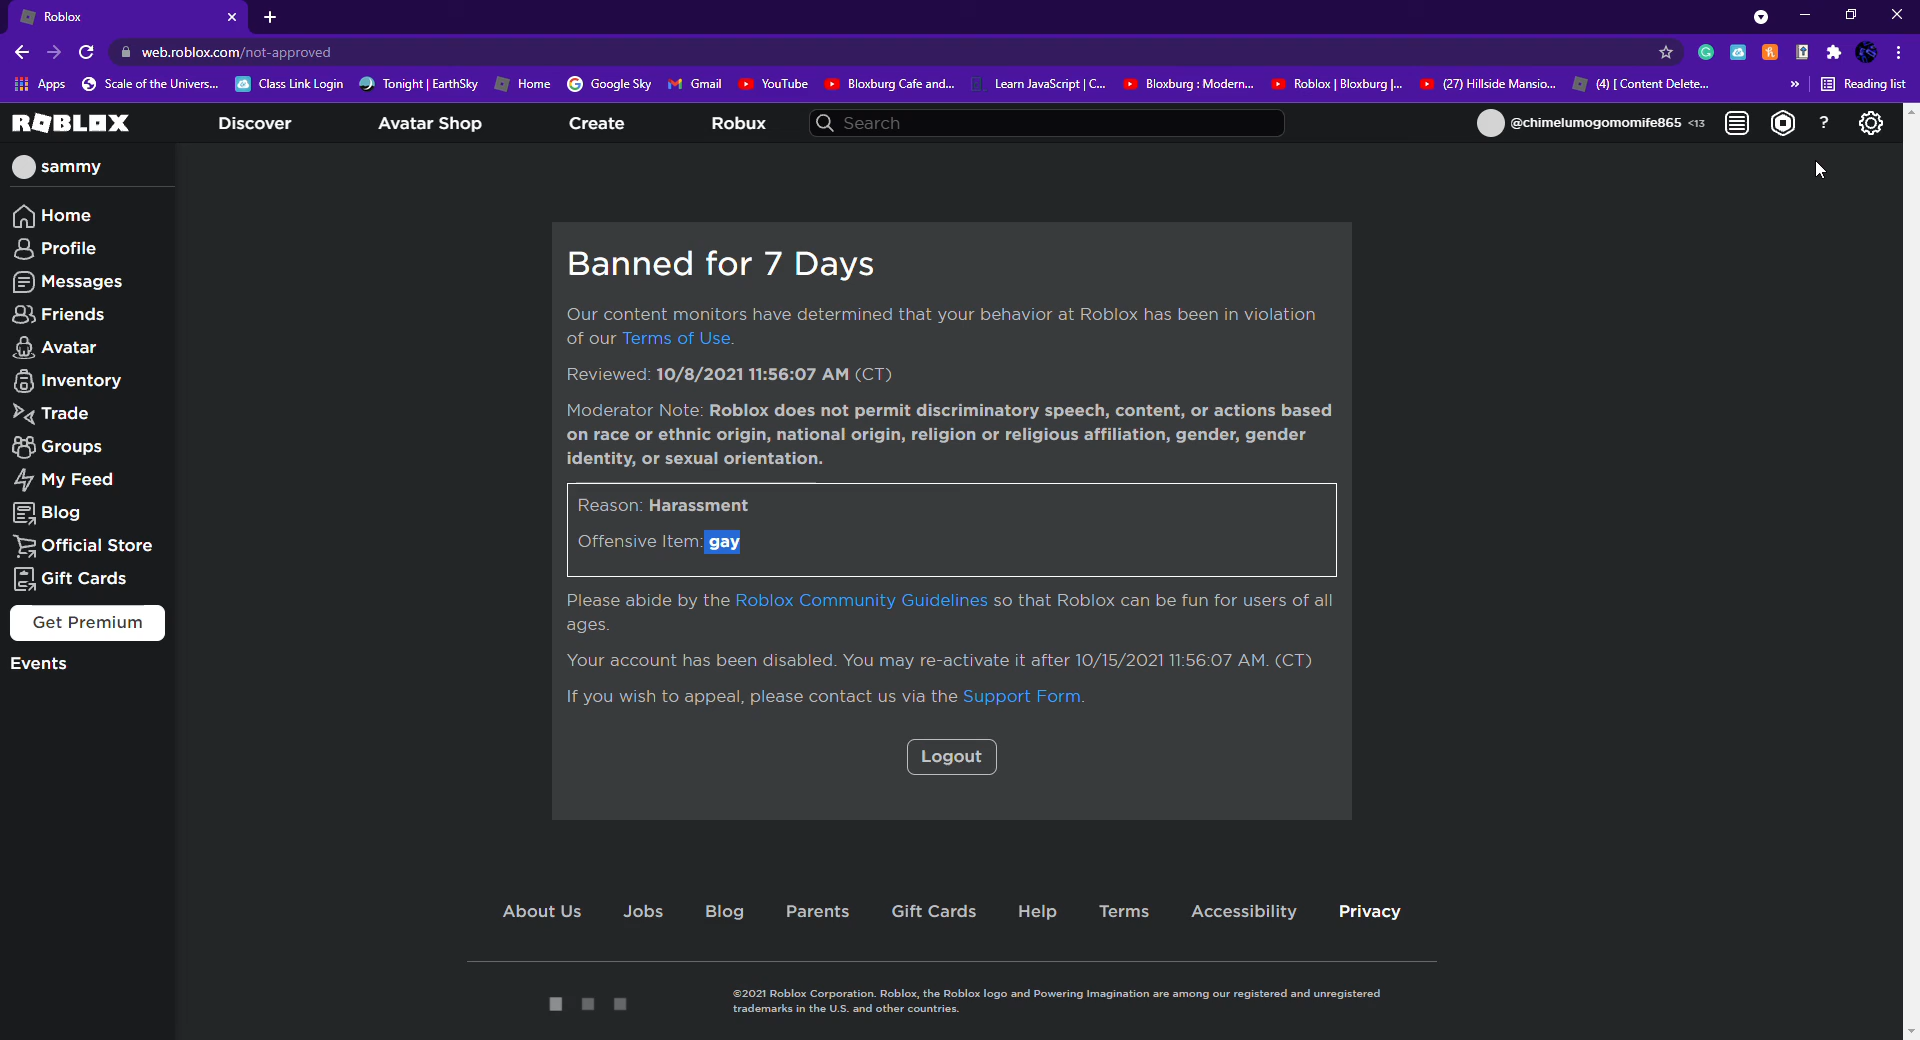 Roblox
web.roblox.com/not-approved
Apps
Scale of the Univers...
Class Link Login
Tonight | EarthSky
Home
Google Sky
Gmail
YouTube
Bloxburg Cafe and...
Learn JavaScript | C...
Bloxburg : Modern...
Roblox | Bloxburg |...
(27) Hillside Mansio...
(4) [ Content Delete...
»
Reading list
ROBLOX
Discover
Avatar Shop
Create
Robux
Search
@chimelumogomomife865 <13
?
sammy
Home
Profile
Messages
Friends
Avatar
Inventory
Trade
Groups
My Feed
Blog
Official Store
Gift Cards
Get Premium
Events
Banned for 7 Days
Our content monitors have determined that your behavior at Roblox has been in violation
of our Terms of Use.
Reviewed: 10/8/2021 11:56:07 AM (CT)
Moderator Note: Roblox does not permit discriminatory speech, content, or actions based
on race or ethnic origin, national origin, religion or religious affiliation, gender, gender
identity, or sexual orientation.
Reason: Harassment
Offensive Item: gay
Please abide by the Roblox Community Guidelines so that Roblox can be fun for users of all
ages.
Your account has been disabled. You may re-activate it after 10/15/2021 11:56:07 AM. (CT)
If you wish to appeal, please contact us via the Support Form.
Logout
About Us
Jobs
Blog
Parents
Gift Cards
Help
Terms
Accessibility
Privacy
©2021 Roblox Corporation. Roblox, the Roblox logo and Powering Imagination are among our registered and unregistered
trademarks in the U.S. and other countries.